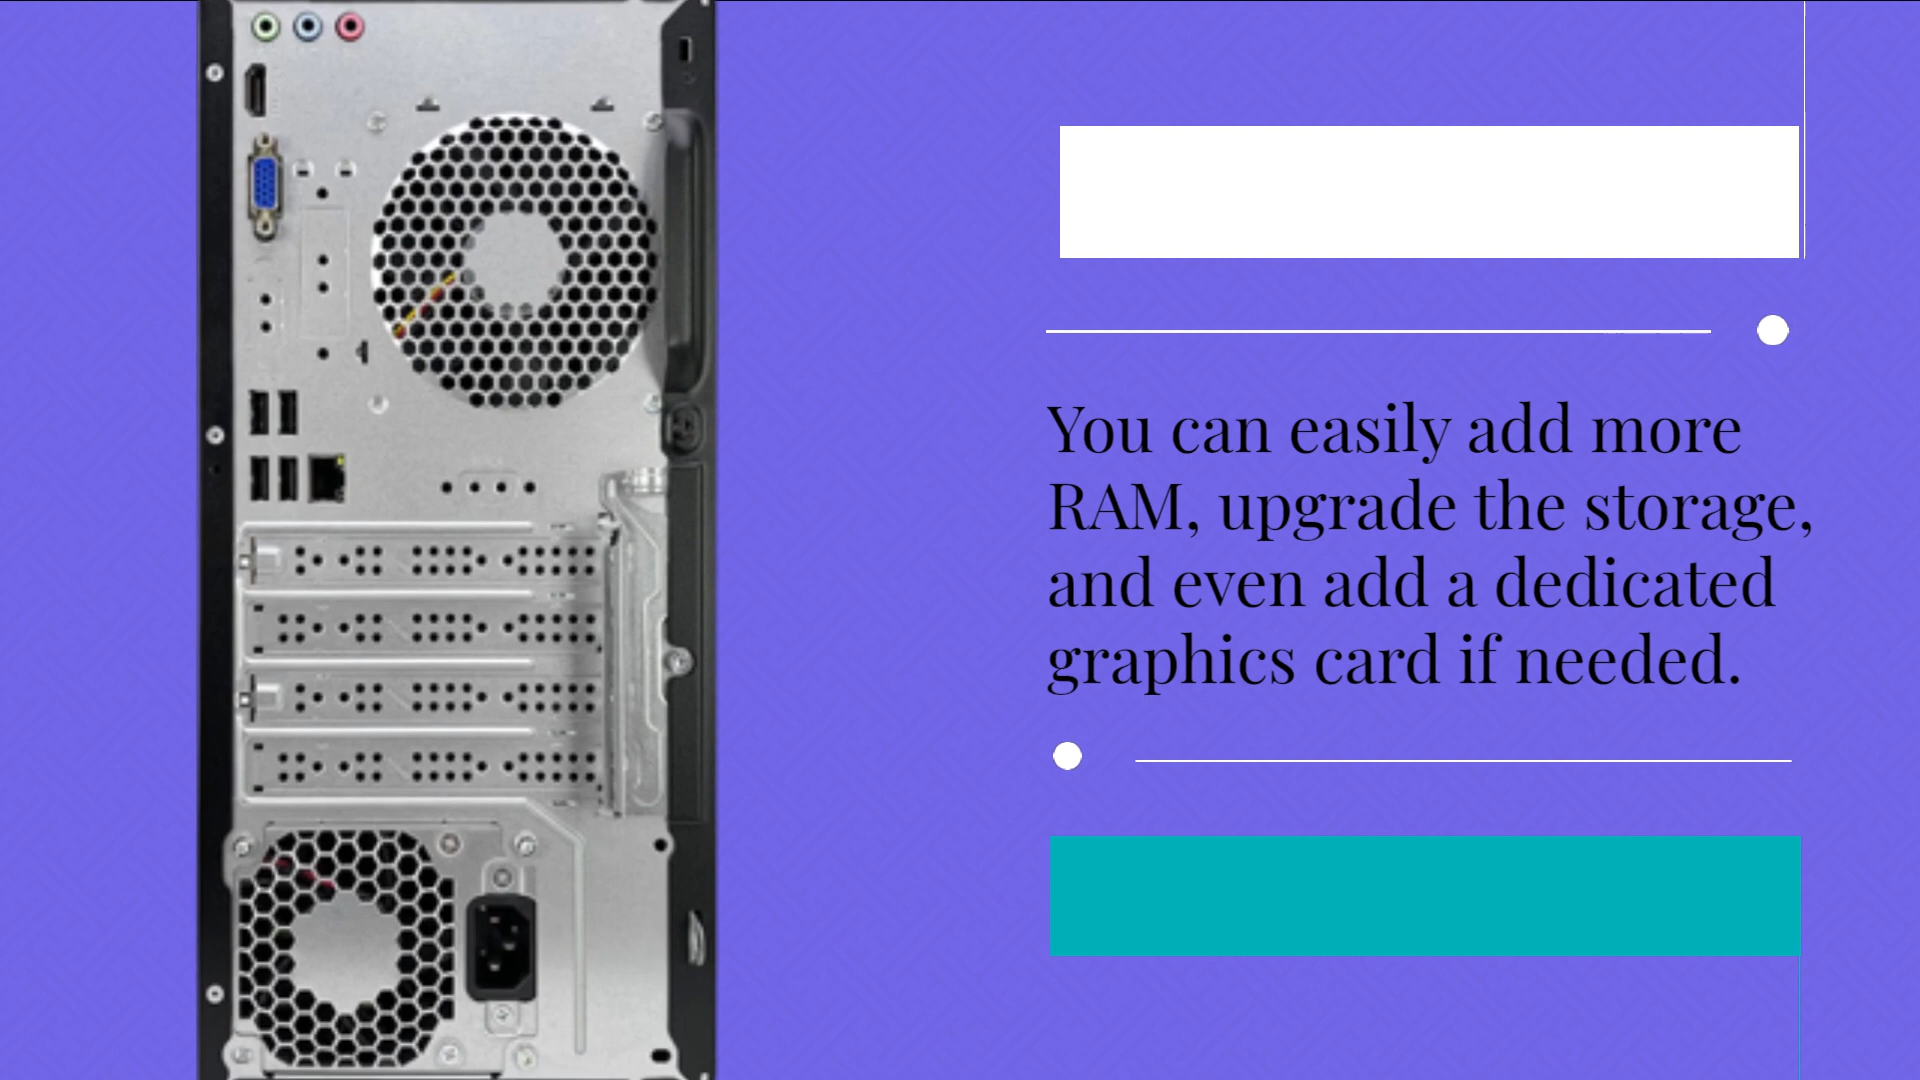 You can easily add more
RAM, upgrade the storage,
and even add a dedicated
graphics card if needed.